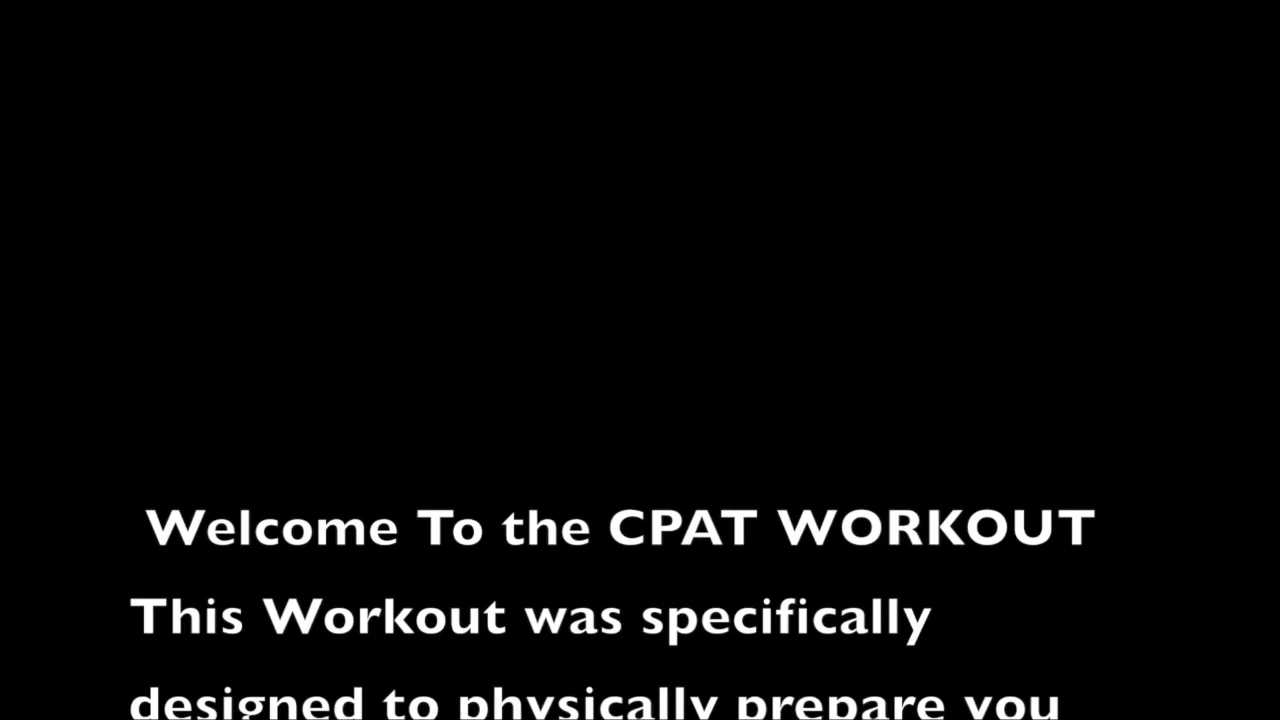 Welcome To the CPAT WORKOUT
This Workout was specifically
designed to physically prepare you